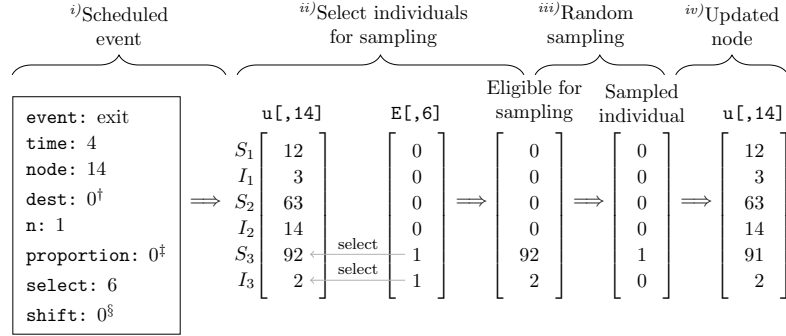 i)Scheduled event
ii)Select individuals for sampling
iii)Random sampling
iv)Updated node
event: exit
time: 4
node: 14
dest: 0†
n: 1
proportion: 0‡
select: 6
shift: 0§
u[,14] E[,6] Eligible for sampling Sampled individual u[,14]
S1 12 0 0 0 12
I1 3 0 0 0 3
S2 63 0 0 0 63
I2 14 0 0 0 14
S3 92 select 1 92 1 91
I3 2 select 1 2 0 2